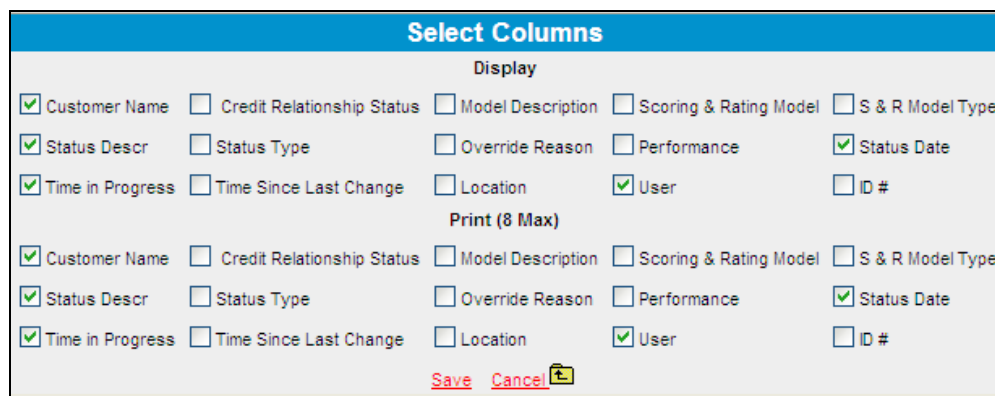 Select Columns
Display
Customer Name Credit Relationship Status Model Description Scoring & Rating Model S & R Model Type
Status Descr Status Type Override Reason Performance Status Date
Time in Progress Time Since Last Change Location User ID #
Print (8 Max)
Customer Name Credit Relationship Status Model Description Scoring & Rating Model S & R Model Type
Status Descr Status Type Override Reason Performance Status Date
Time in Progress Time Since Last Change Location User ID #
Save Cancel